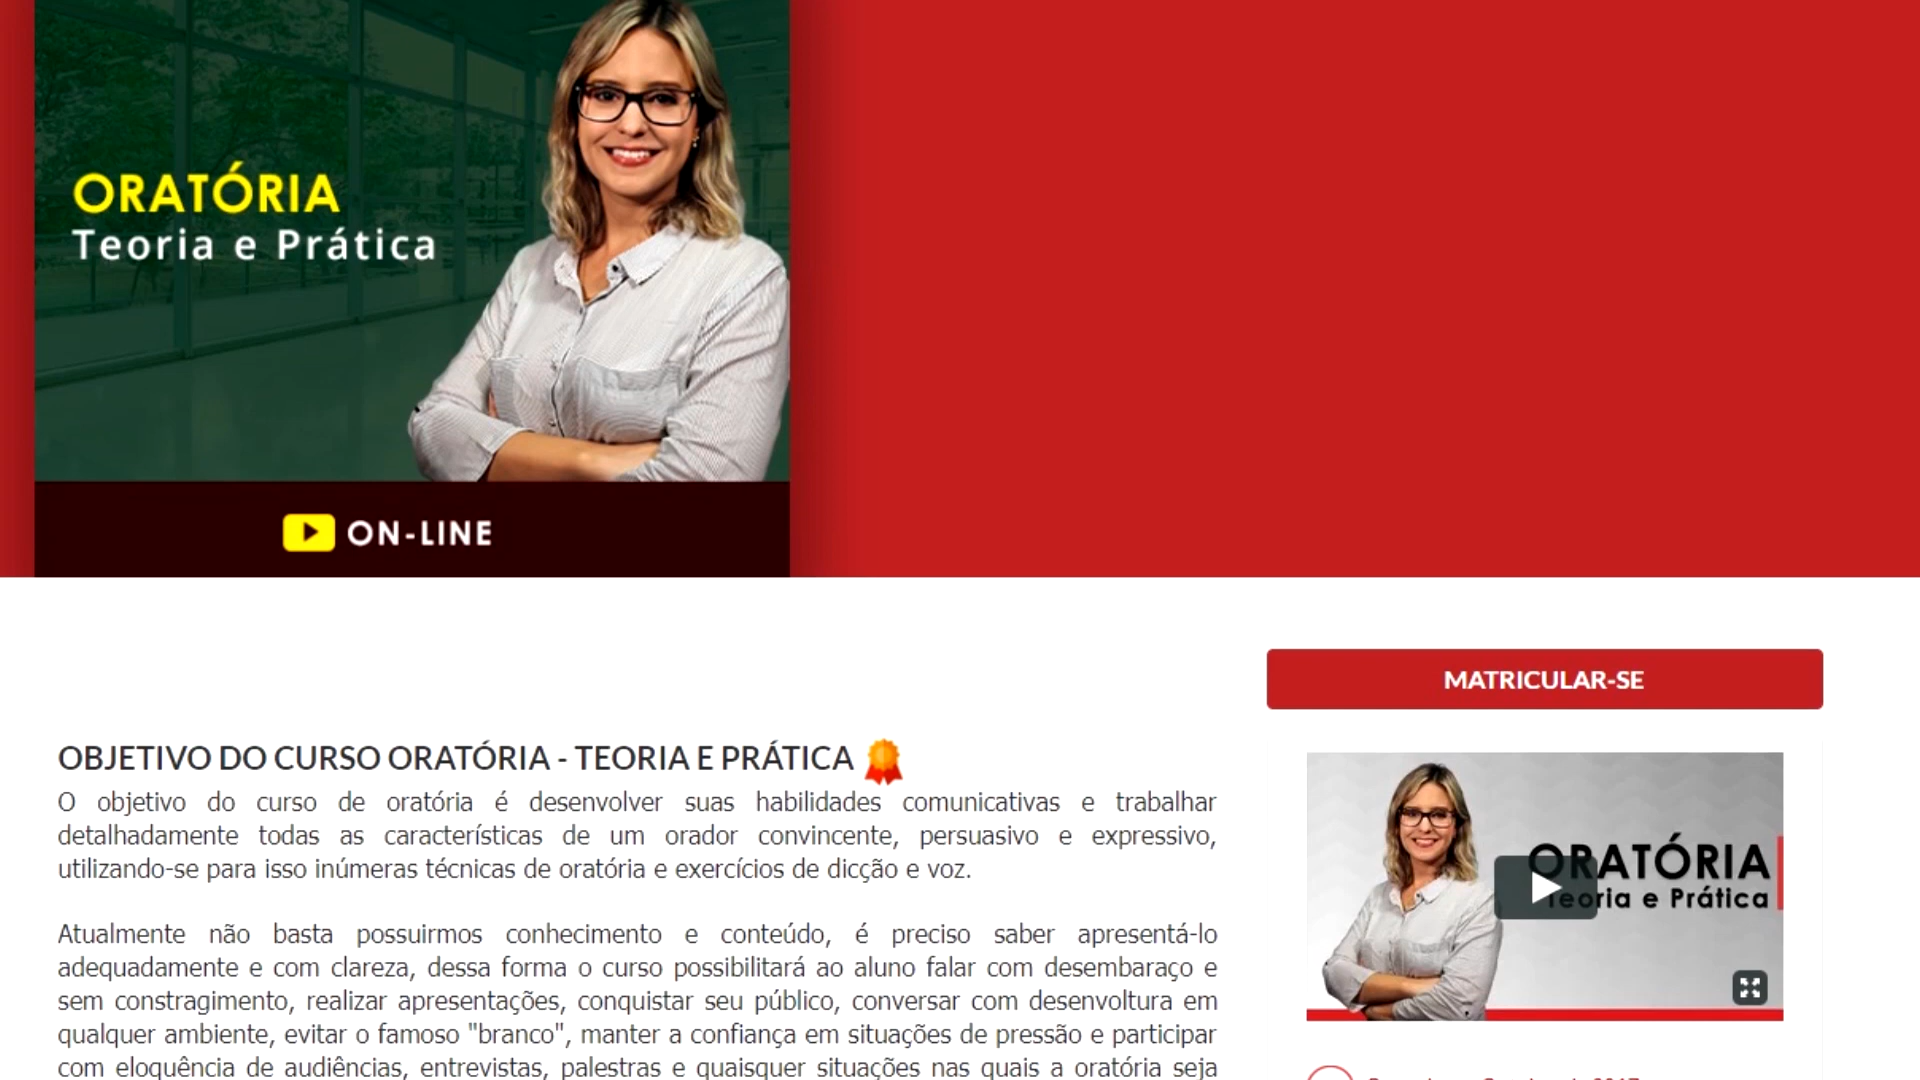 ORATÓRIA
Teoria e Prática
ON-LINE
MATRICULAR-SE
OBJETIVO DO CURSO ORATÓRIA - TEORIA E PRÁTICA
O objetivo do curso de oratória é desenvolver suas habilidades comunicativas e trabalhar
detalhadamente todas as características de um orador convincente, persuasivo e expressivo,
utilizando-se para isso inúmeras técnicas de oratória e exercícios de dicção e voz.
Atualmente não basta possuirmos conhecimento e conteúdo, é preciso saber apresentá-lo
adequadamente e com clareza, dessa forma o curso possibilitará ao aluno falar com desembaraço e
sem constragimento, realizar apresentações, conquistar seu público, conversar com desenvoltura em
qualquer ambiente, evitar o famoso "branco", manter a confiança em situações de pressão e participar
com eloquência de audiências, entrevistas, palestras e quaisquer situações nas quais a oratória seja
ORATÓRIA
Teoria e Prática